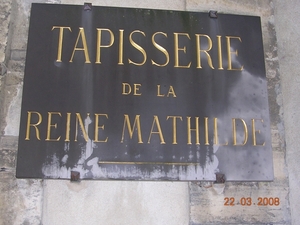 TAPISSERIE
DE LA
REINE MATHILDE
22.03.2008